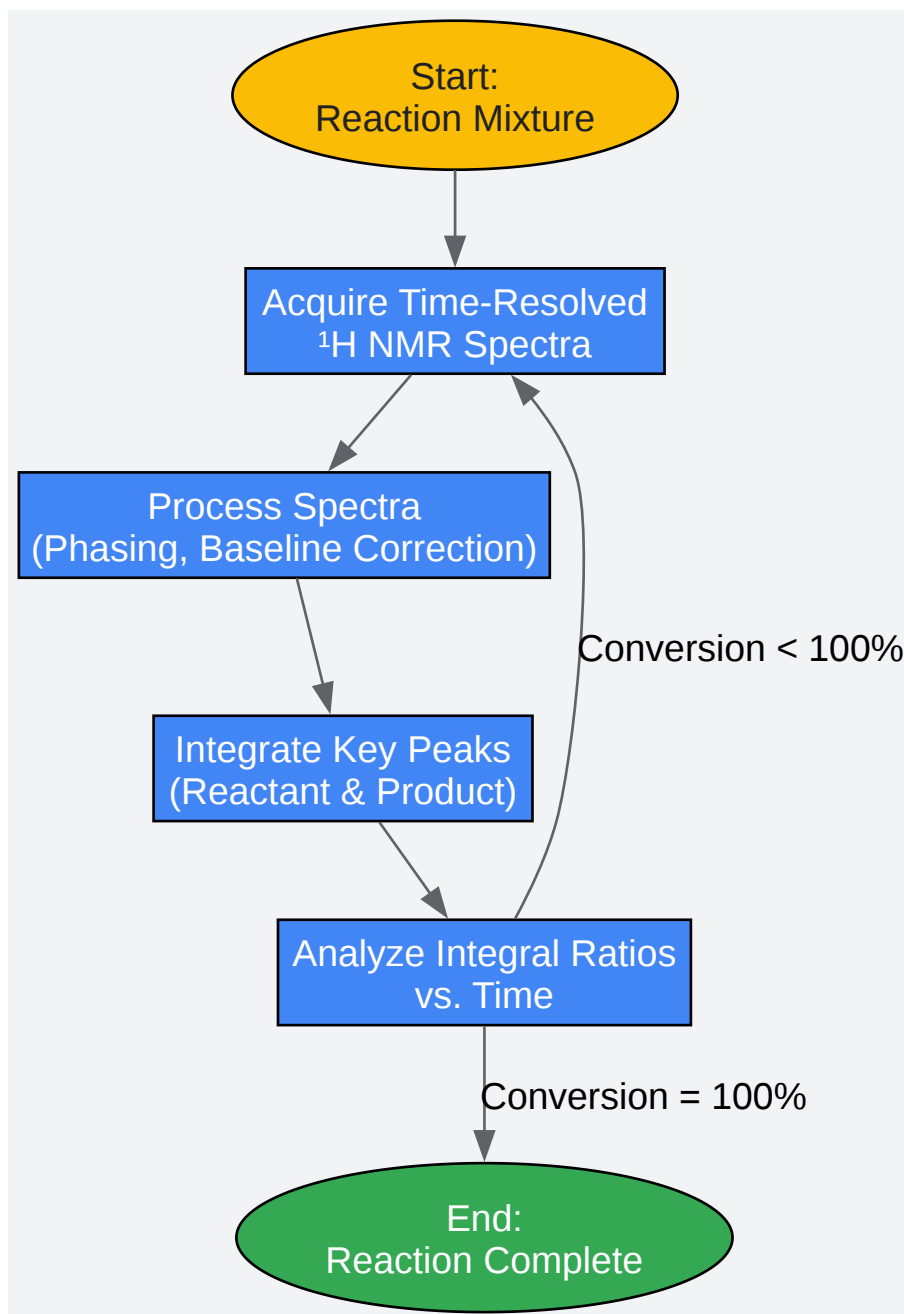 Start:
Reaction Mixture
Acquire Time-Resolved
¹H NMR Spectra
Process Spectra
(Phasing, Baseline Correction)
Conversion < 100%
Integrate Key Peaks
(Reactant & Product)
Analyze Integral Ratios
vs. Time
Conversion = 100%
End:
Reaction Complete